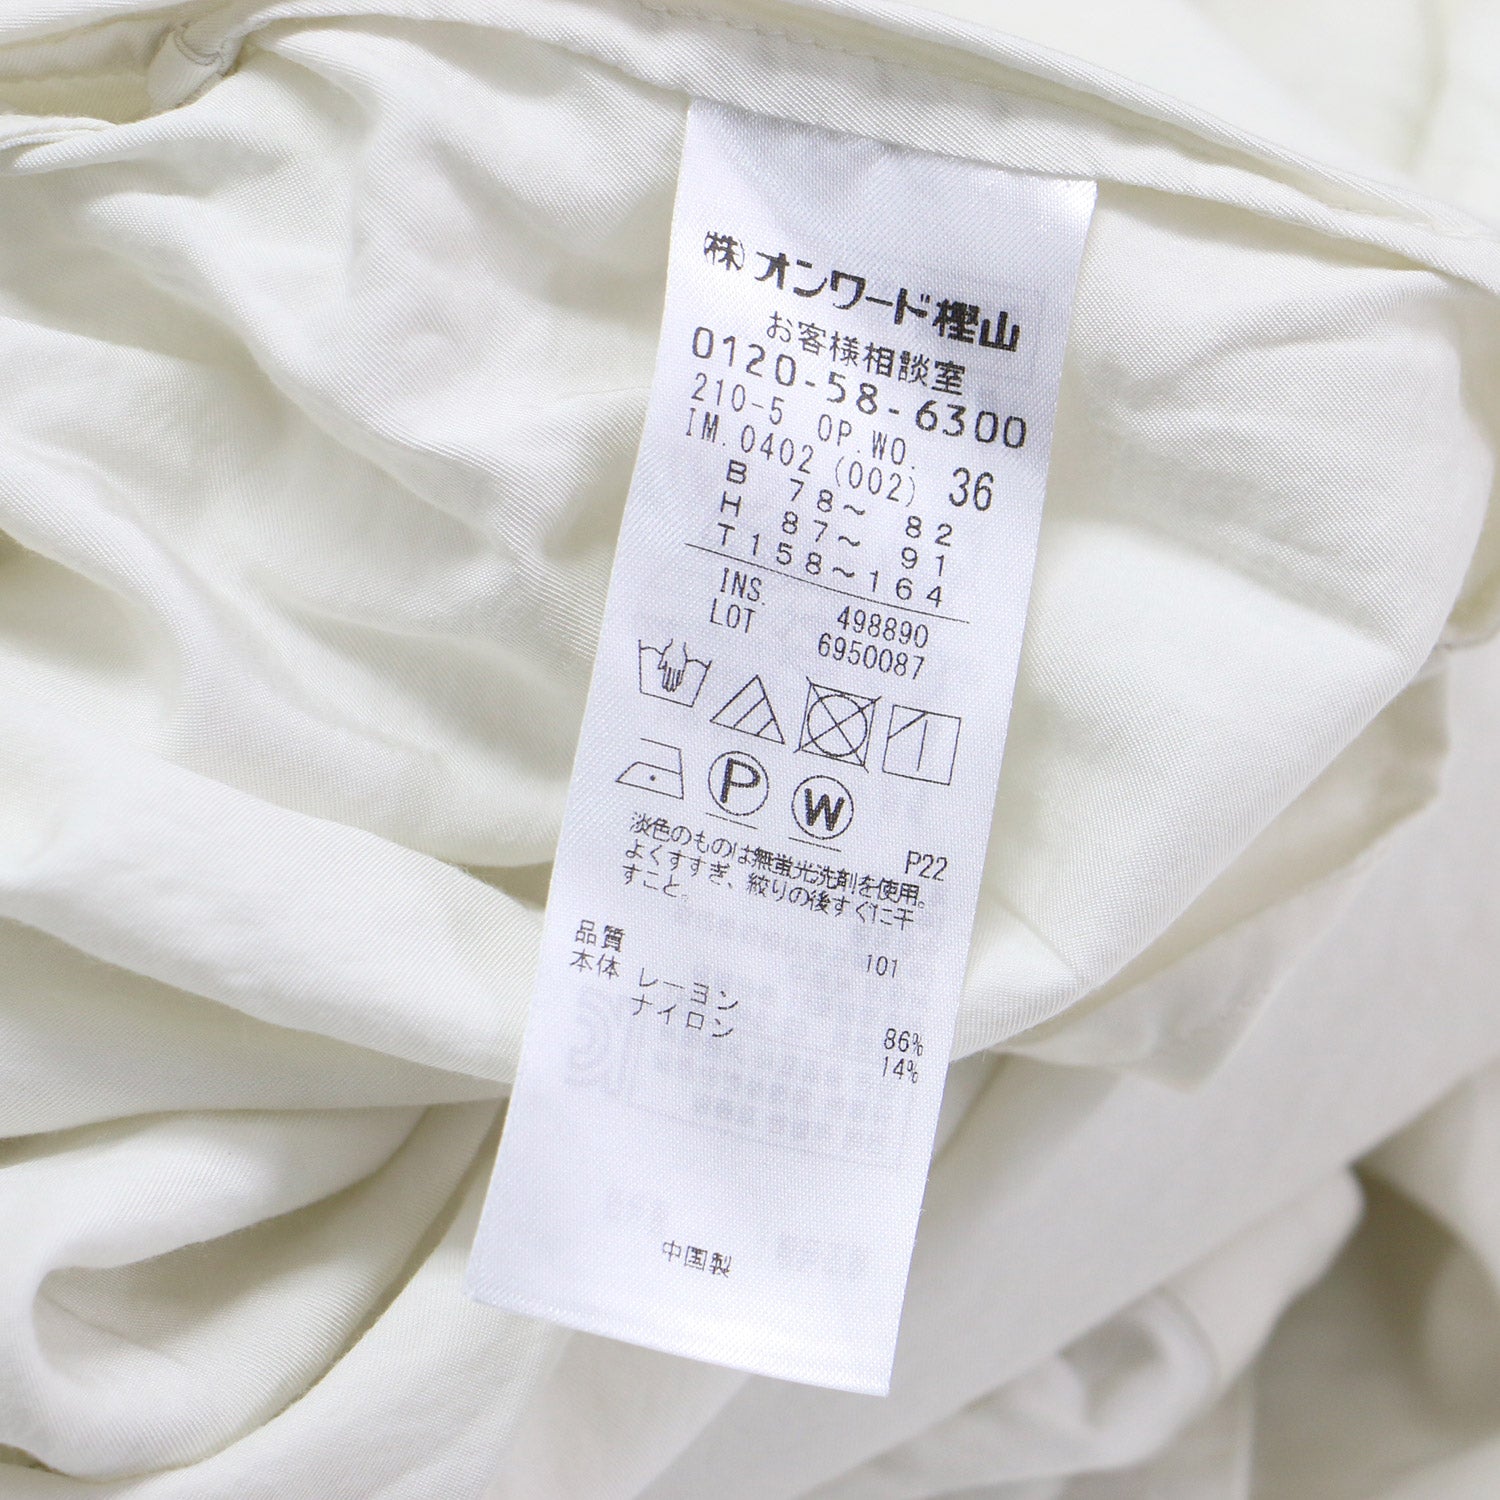 ㈱オンワード樫山
お客様相談室
0120-58-6300
210-5 OP.WO.
IM.0402(002) 36
B 78～ 82
H 87～ 91
T158～164
INS. 498890
LOT 6950087
P
W
P22
淡色のものは無蛍光洗剤を使用。
よくすすぎ、絞りの後すぐに干
すこと。
101
品質
本体 レーヨン 86%
ナイロン 14%
中国製